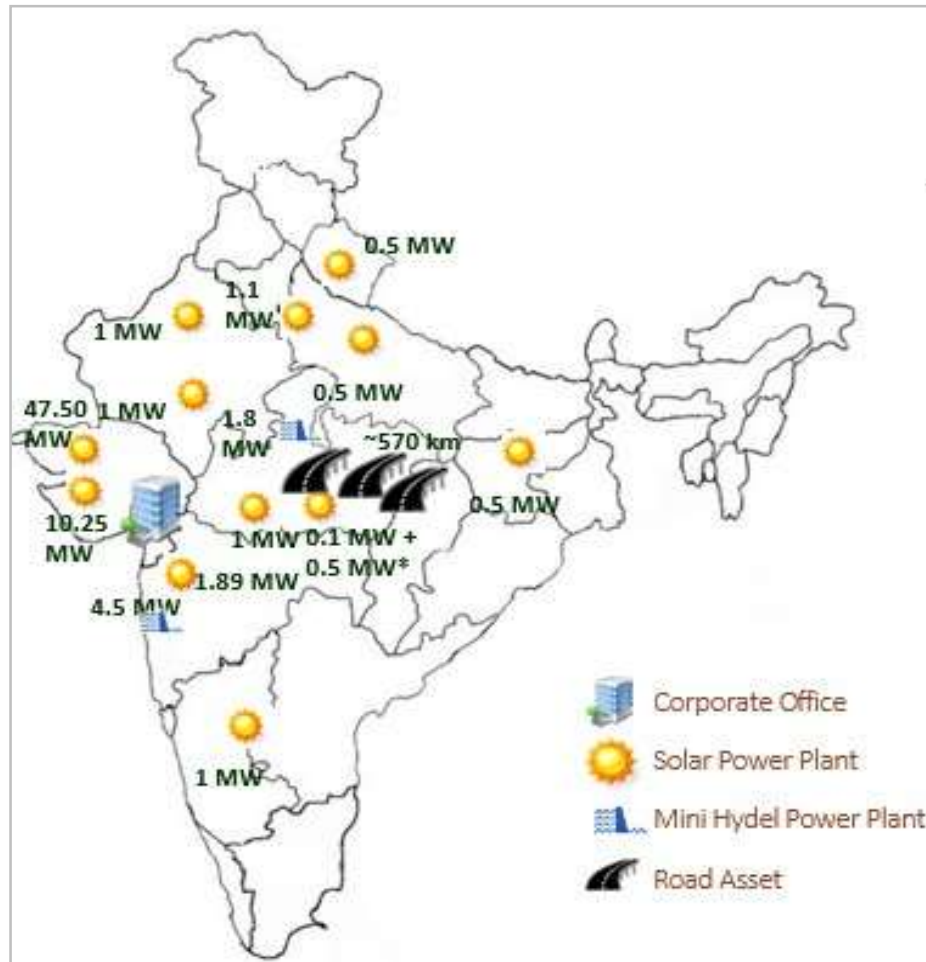 0.5 MW
1.1
MW
1 MW
0.5 MW
47.50
MW
1 MW
1.8
MW
~570 km
0.5 MW
10.25
MW
1 MW
0.1 MW +
0.5 MW*
1.89 MW
4.5 MW
1 MW
Corporate Office
Solar Power Plant
Mini Hydel Power Plant
Road Asset